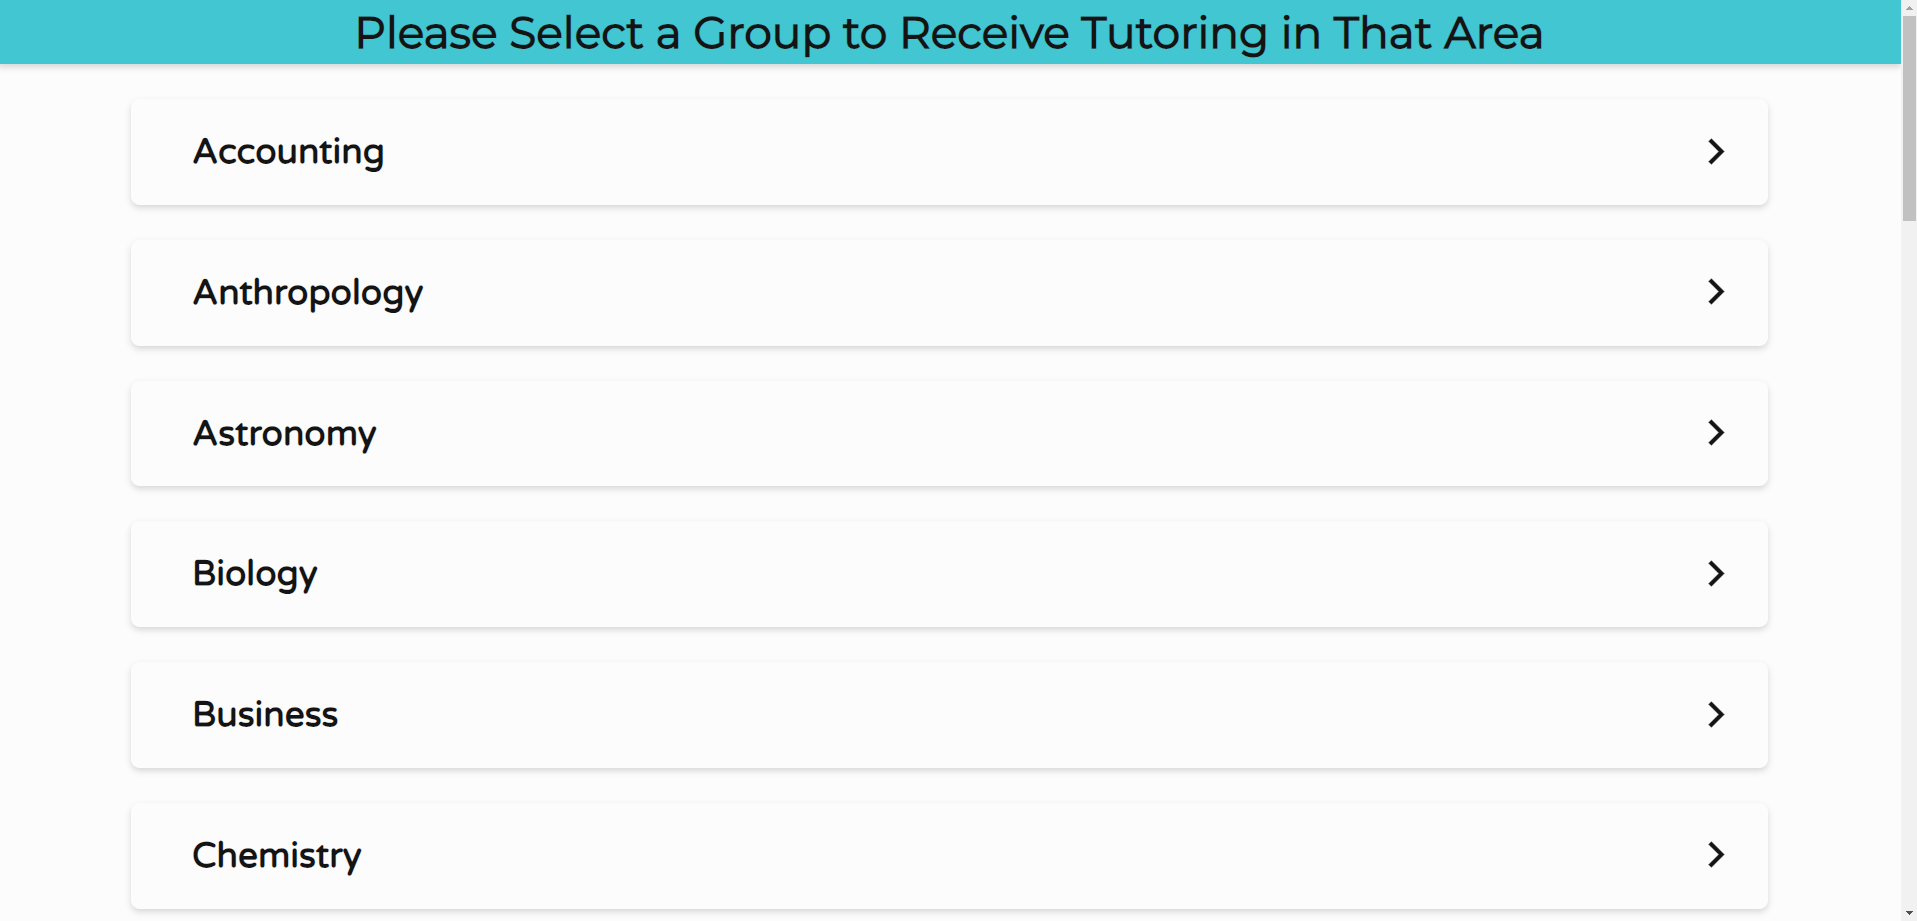 Please Select a Group to Receive Tutoring in That Area
Accounting
Anthropology
Astronomy
Biology
Business
Chemistry